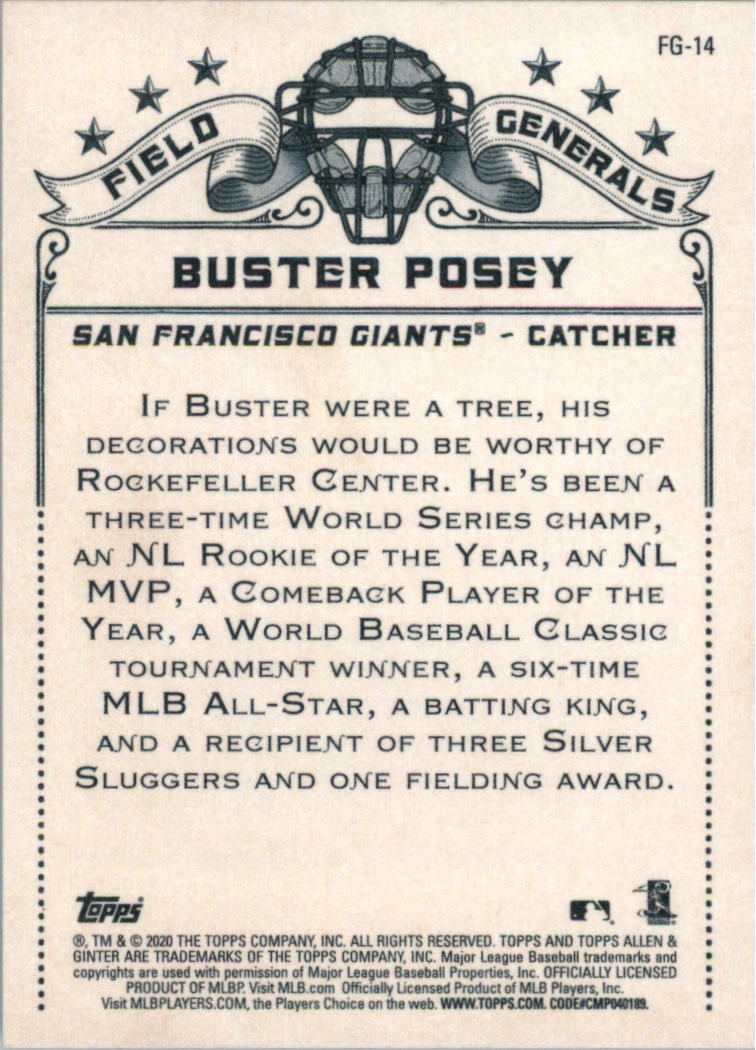 FG-14
FIELD GENERALS
BUSTER POSEY
SAN FRANCISCO GIANTS® - CATCHER
IF BUSTER WERE A TREE, HIS
DECORATIONS WOULD BE WORTHY OF
ROCKEFELLER CENTER. HE'S BEEN A
THREE-TIME WORLD SERIES CHAMP,
AN NL ROOKIE OF THE YEAR, AN NL
MVP, A COMEBACK PLAYER OF THE
YEAR, A WORLD BASEBALL CLASSIC
TOURNAMENT WINNER, A SIX-TIME
MLB ALL-STAR, A BATTING KING,
AND A RECIPIENT OF THREE SILVER
SLUGGERS AND ONE FIELDING AWARD.
Topps
®, TM & © 2020 THE TOPPS COMPANY, INC. ALL RIGHTS RESERVED. TOPPS AND TOPPS ALLEN &
GINTER ARE TRADEMARKS OF THE TOPPS COMPANY, INC. Major League Baseball trademarks and
copyrights are used with permission of Major League Baseball Properties, Inc. OFFICIALLY LICENSED
PRODUCT OF MLBP. Visit MLB.com Officially Licensed Product of MLB Players, Inc.
Visit MLBPLAYERS.COM, the Players Choice on the web. WWW.TOPPS.COM. CODE#CMP040189.